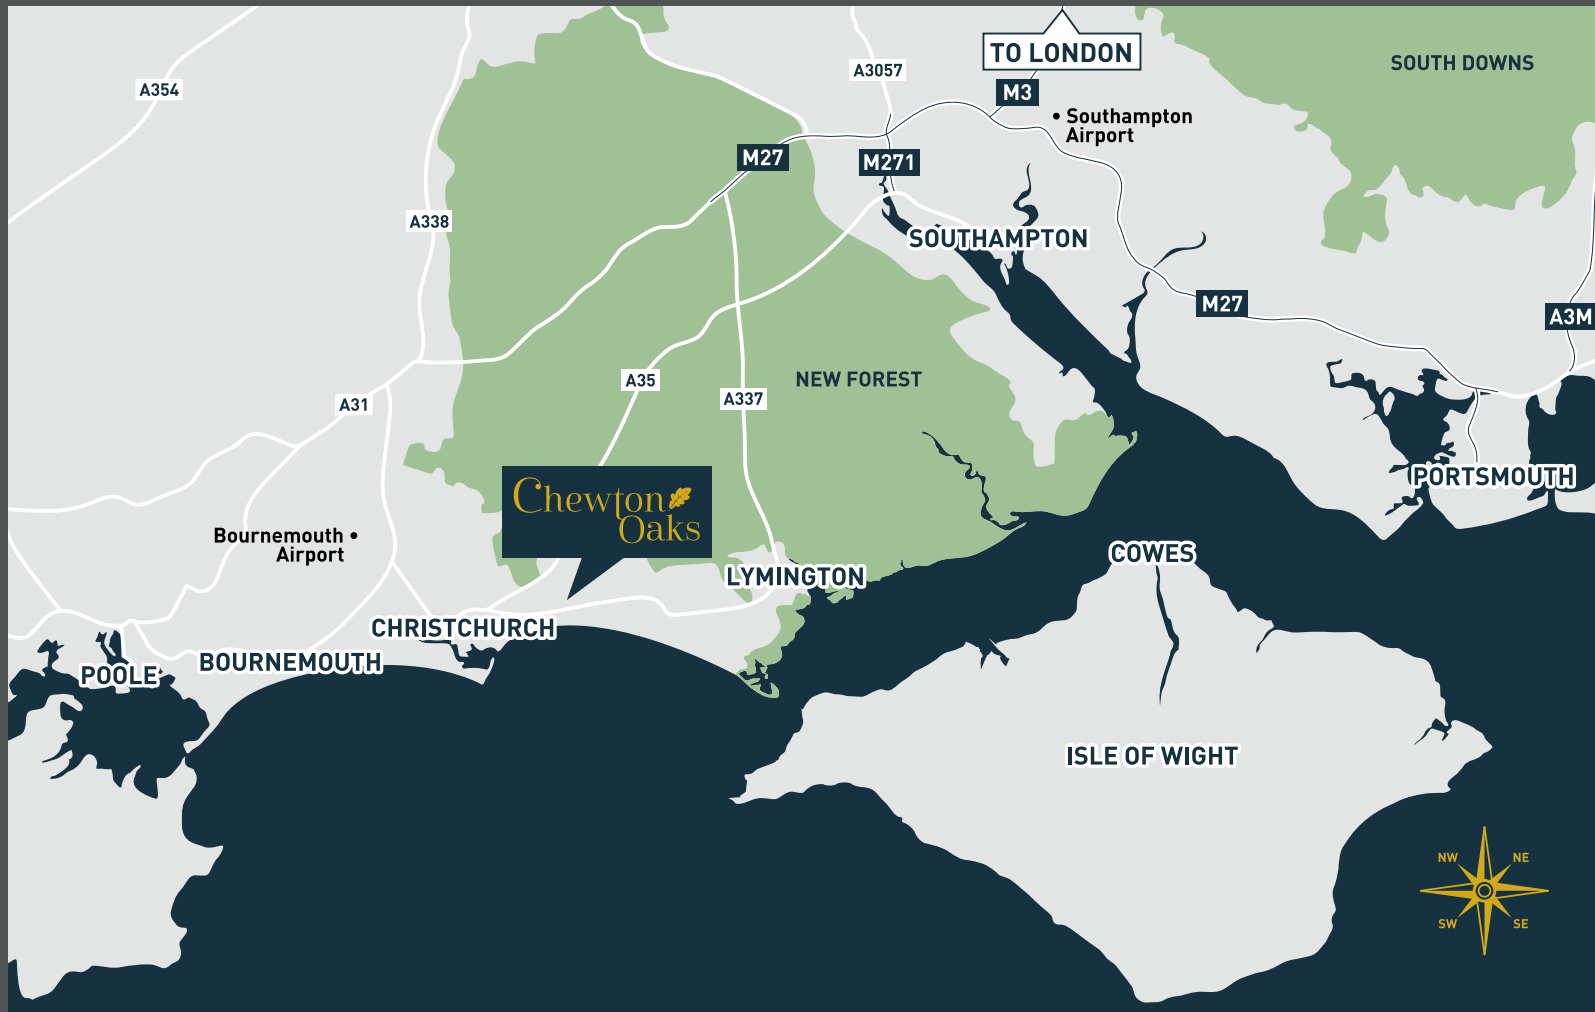 TO LONDON
SOUTH DOWNS
A3057
A354
M3
• Southampton
Airport
M27
M271
A338
SOUTHAMPTON
M27
A3M
A35
NEW FOREST
A337
A31
PORTSMOUTH
Chewton
Oaks
Bournemouth •
Airport
COWES
LYMINGTON
CHRISTCHURCH
BOURNEMOUTH
POOLE
ISLE OF WIGHT
NW
NE
SW
SE